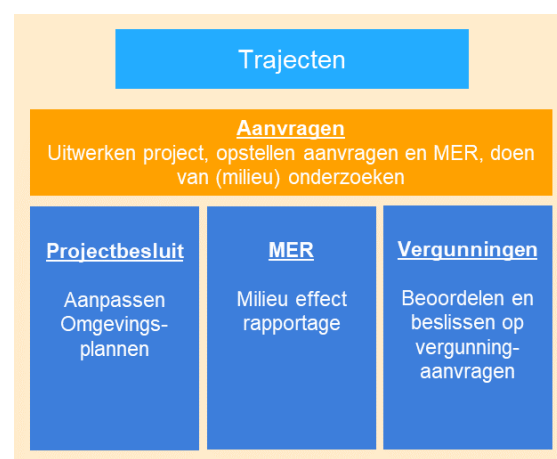 Trajecten
Aanvragen
Uitwerken project, opstellen aanvragen en MER, doen
van (milieu) onderzoeken
Projectbesluit
Aanpassen
Omgevings-
plannen
MER
Milieu effect
rapportage
Vergunningen
Beoordelen en
beslissen op
vergunning-
aanvragen